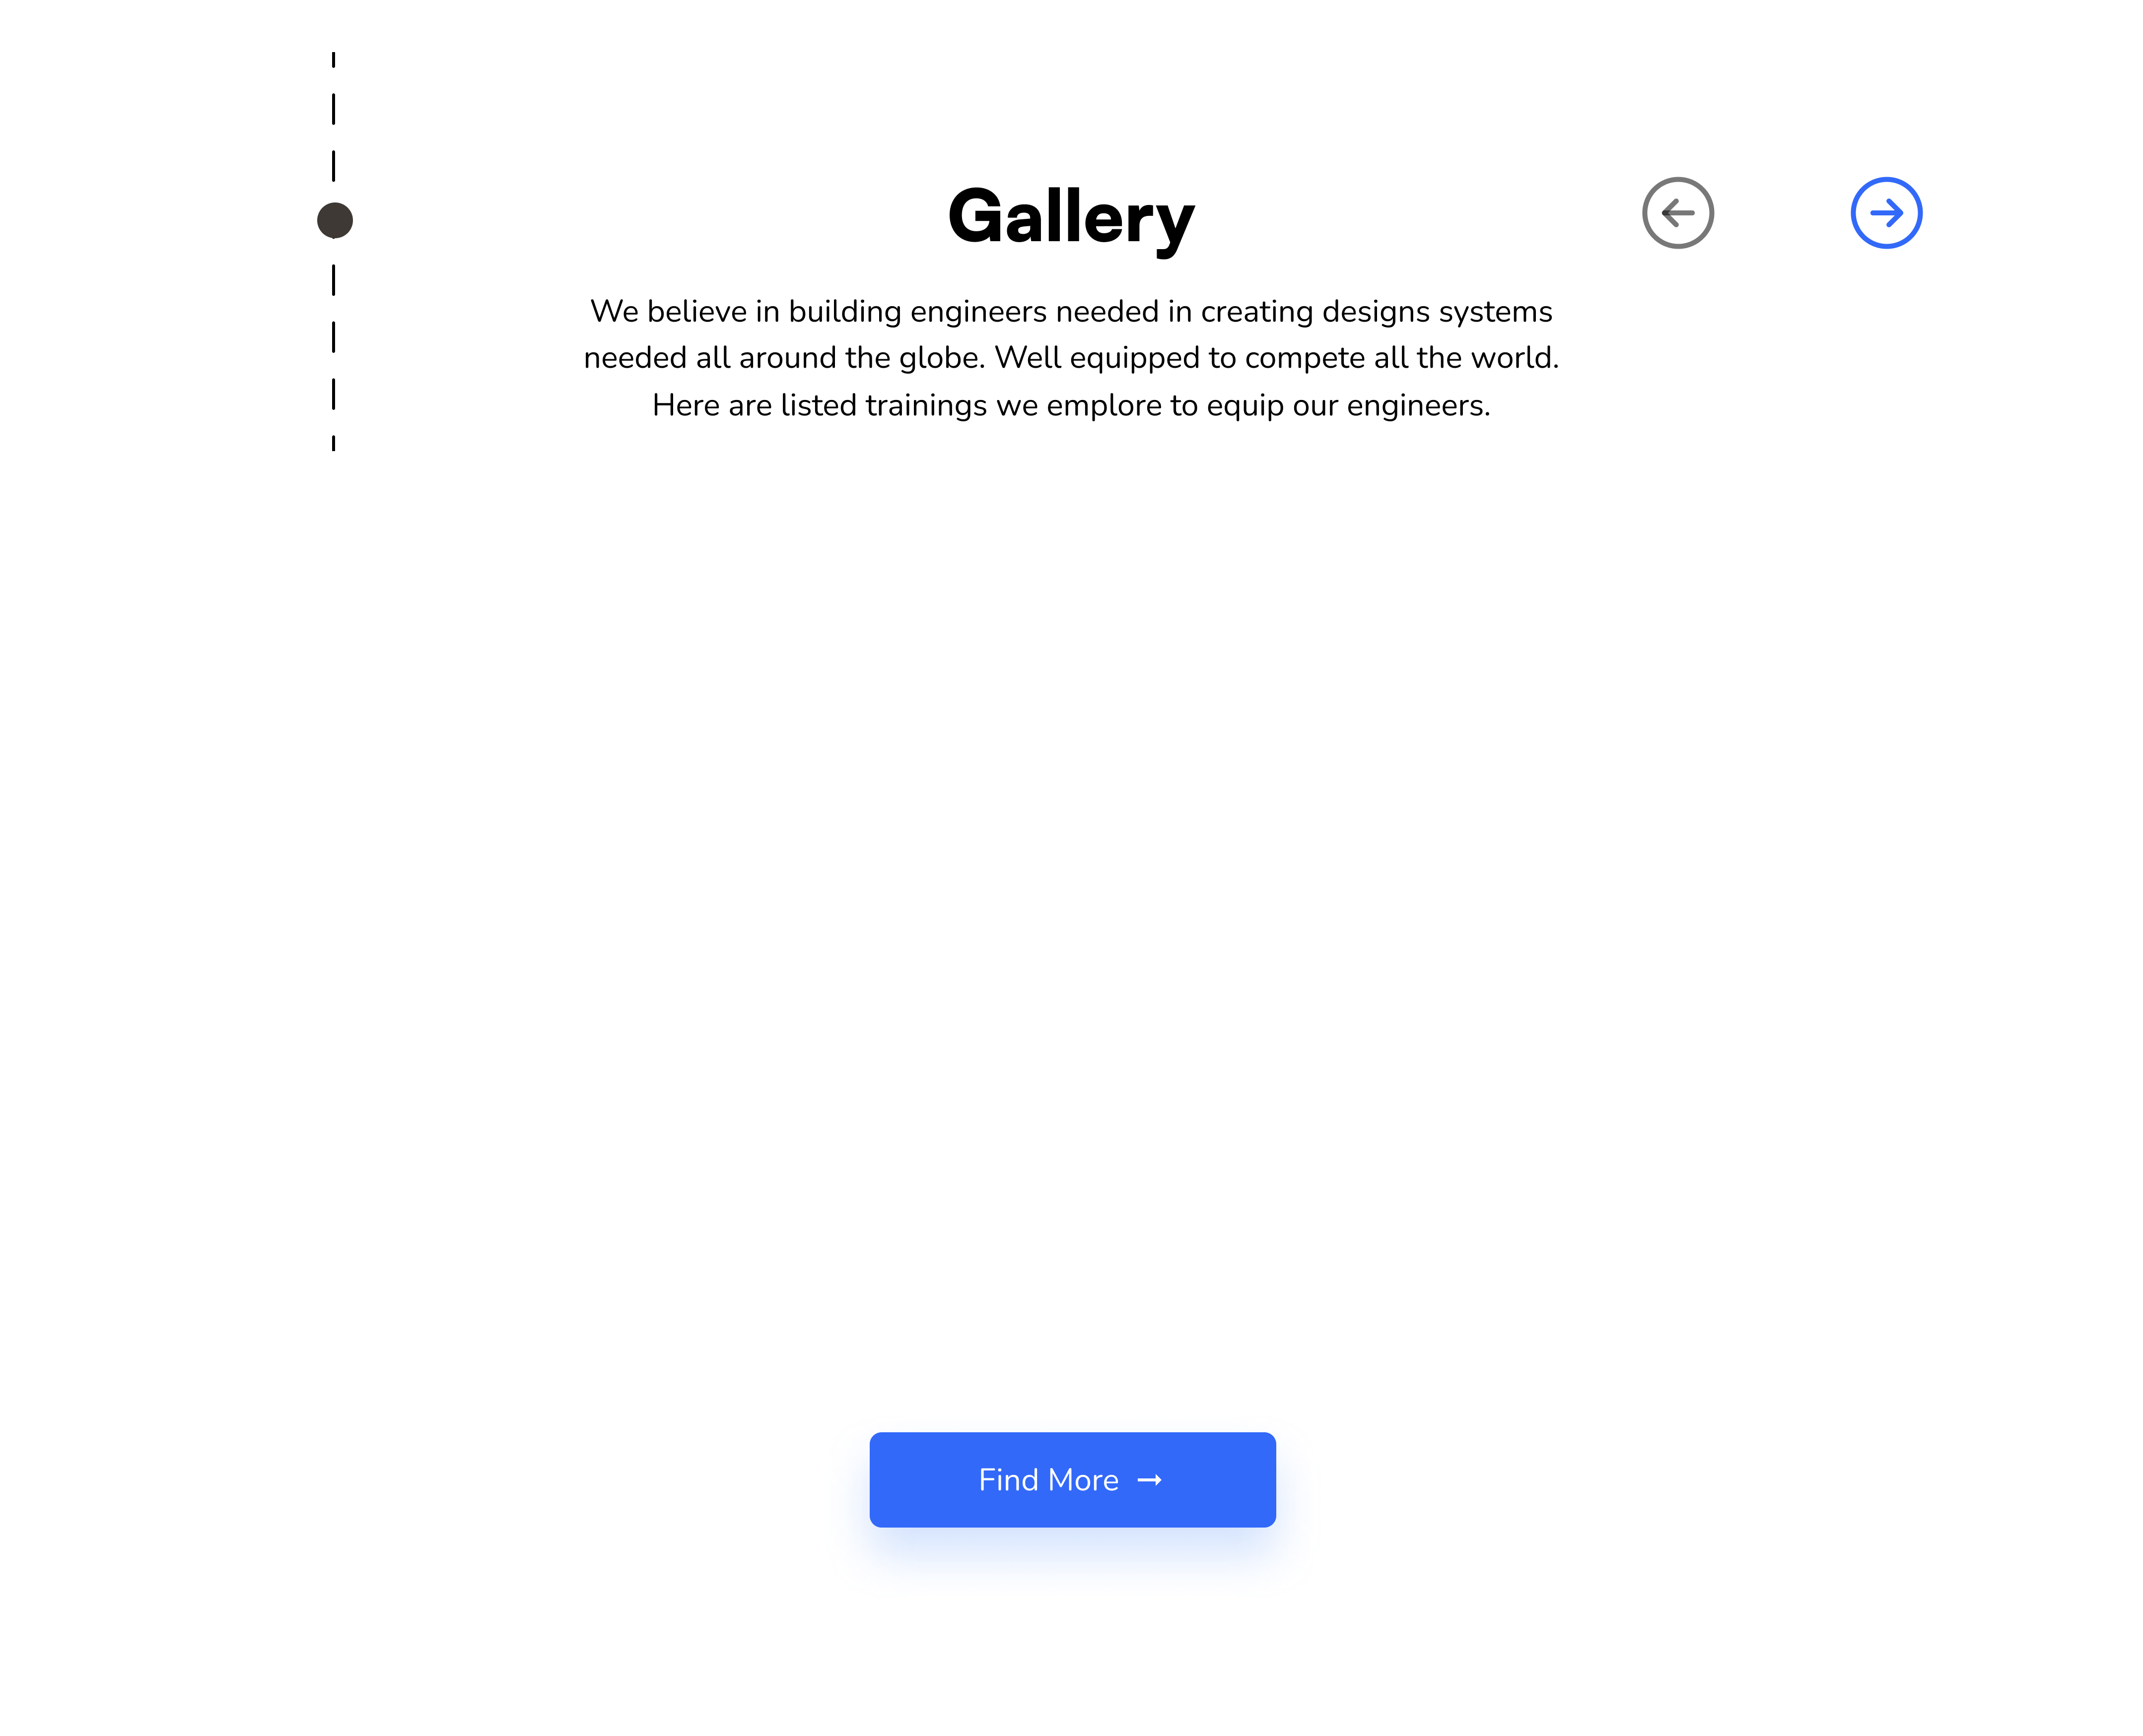 Gallery
We believe in building engineers needed in creating designs systems
needed all around the globe. Well equipped to compete all the world.
Here are listed trainings we emplore to equip our engineers.
Find More